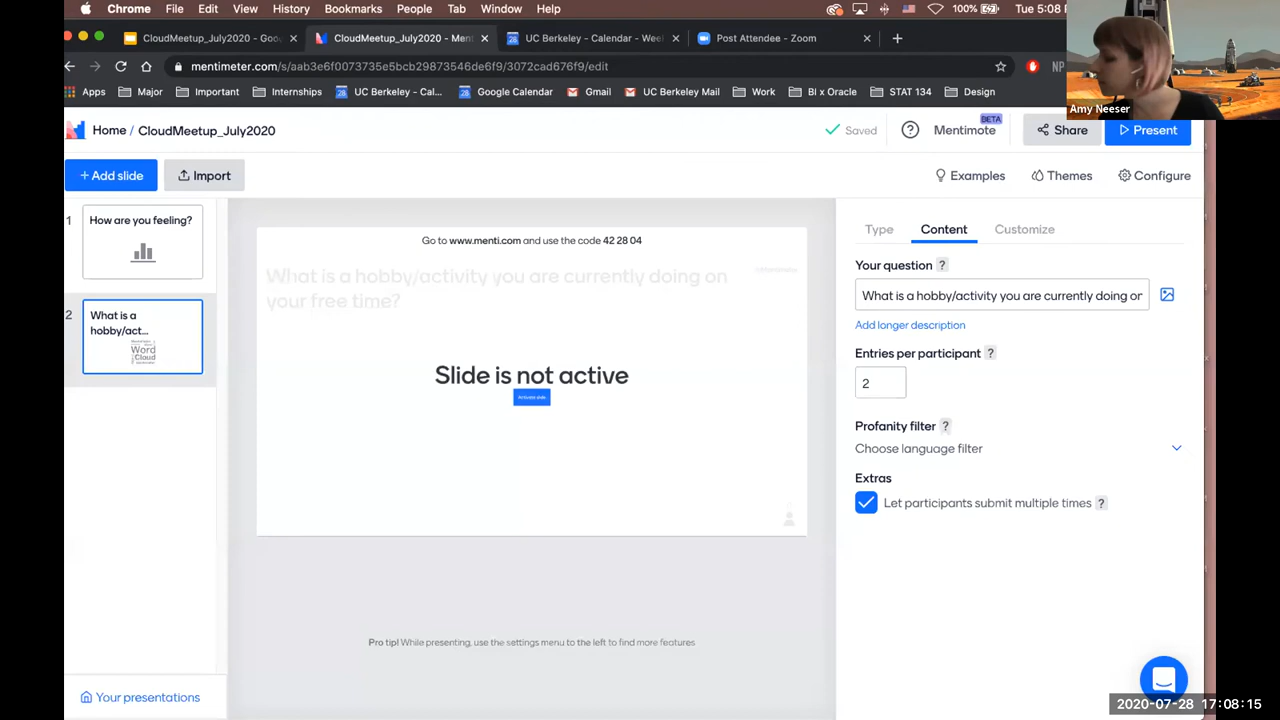 Chrome File Edit View History Bookmarks People Tab Window Help 100% Tue 5:08
CloudMeetup_July2020 - Goo CloudMeetup_July2020 - Men UC Berkeley - Calendar - Wee Post Attendee - Zoom
mentimeter.com/s/aab3e6f0073735e5bcb29873546de6f9/3072cad676f9/edit NP
Apps Major Important Internships UC Berkeley - Cal... Google Calendar Gmail UC Berkeley Mail Work BI x Oracle STAT 134 Design
Amy Neeser
Home / CloudMeetup_July2020 Saved Mentimote BETA Share Present
+ Add slide Import Examples Themes Configure
1 How are you feeling?
2 What is a
hobby/act...
Word
Cloud
Go to www.menti.com and use the code 42 28 04
What is a hobby/activity you are currently doing on
your free time?
Slide is not active
Activate slide
Pro tip! While presenting, use the settings menu to the left to find more features
Type Content Customize
Your question ?
What is a hobby/activity you are currently doing or
Add longer description
Entries per participant ?
2
Profanity filter ?
Choose language filter
Extras
Let participants submit multiple times ?
Your presentations
2020-07-28 17:08:15